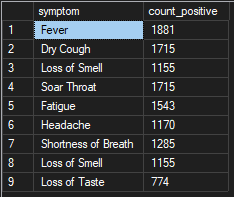 symptom count_positive
1 Fever 1881
2 Dry Cough 1715
3 Loss of Smell 1155
4 Soar Throat 1715
5 Fatigue 1543
6 Headache 1170
7 Shortness of Breath 1285
8 Loss of Smell 1155
9 Loss of Taste 774